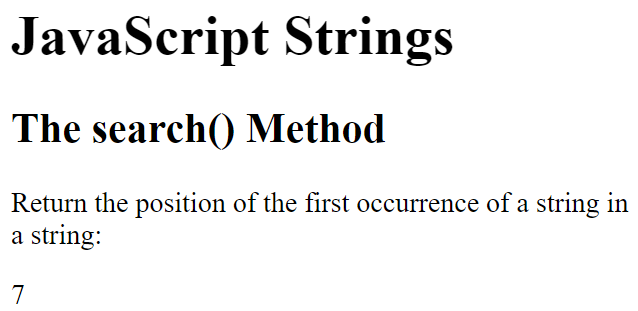 JavaScript Strings
The search() Method
Return the position of the first occurrence of a string in
a string:
7